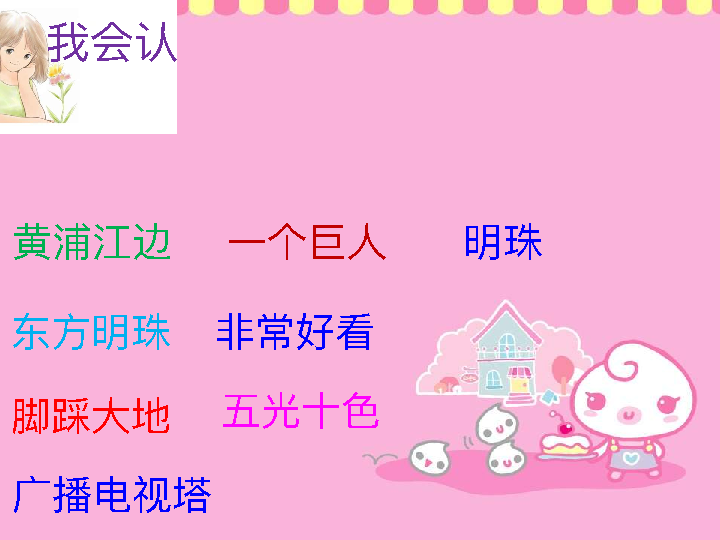 我会认
黄浦江边 一个巨人 明珠
东方明珠 非常好看
脚踩大地 五光十色
广播电视塔